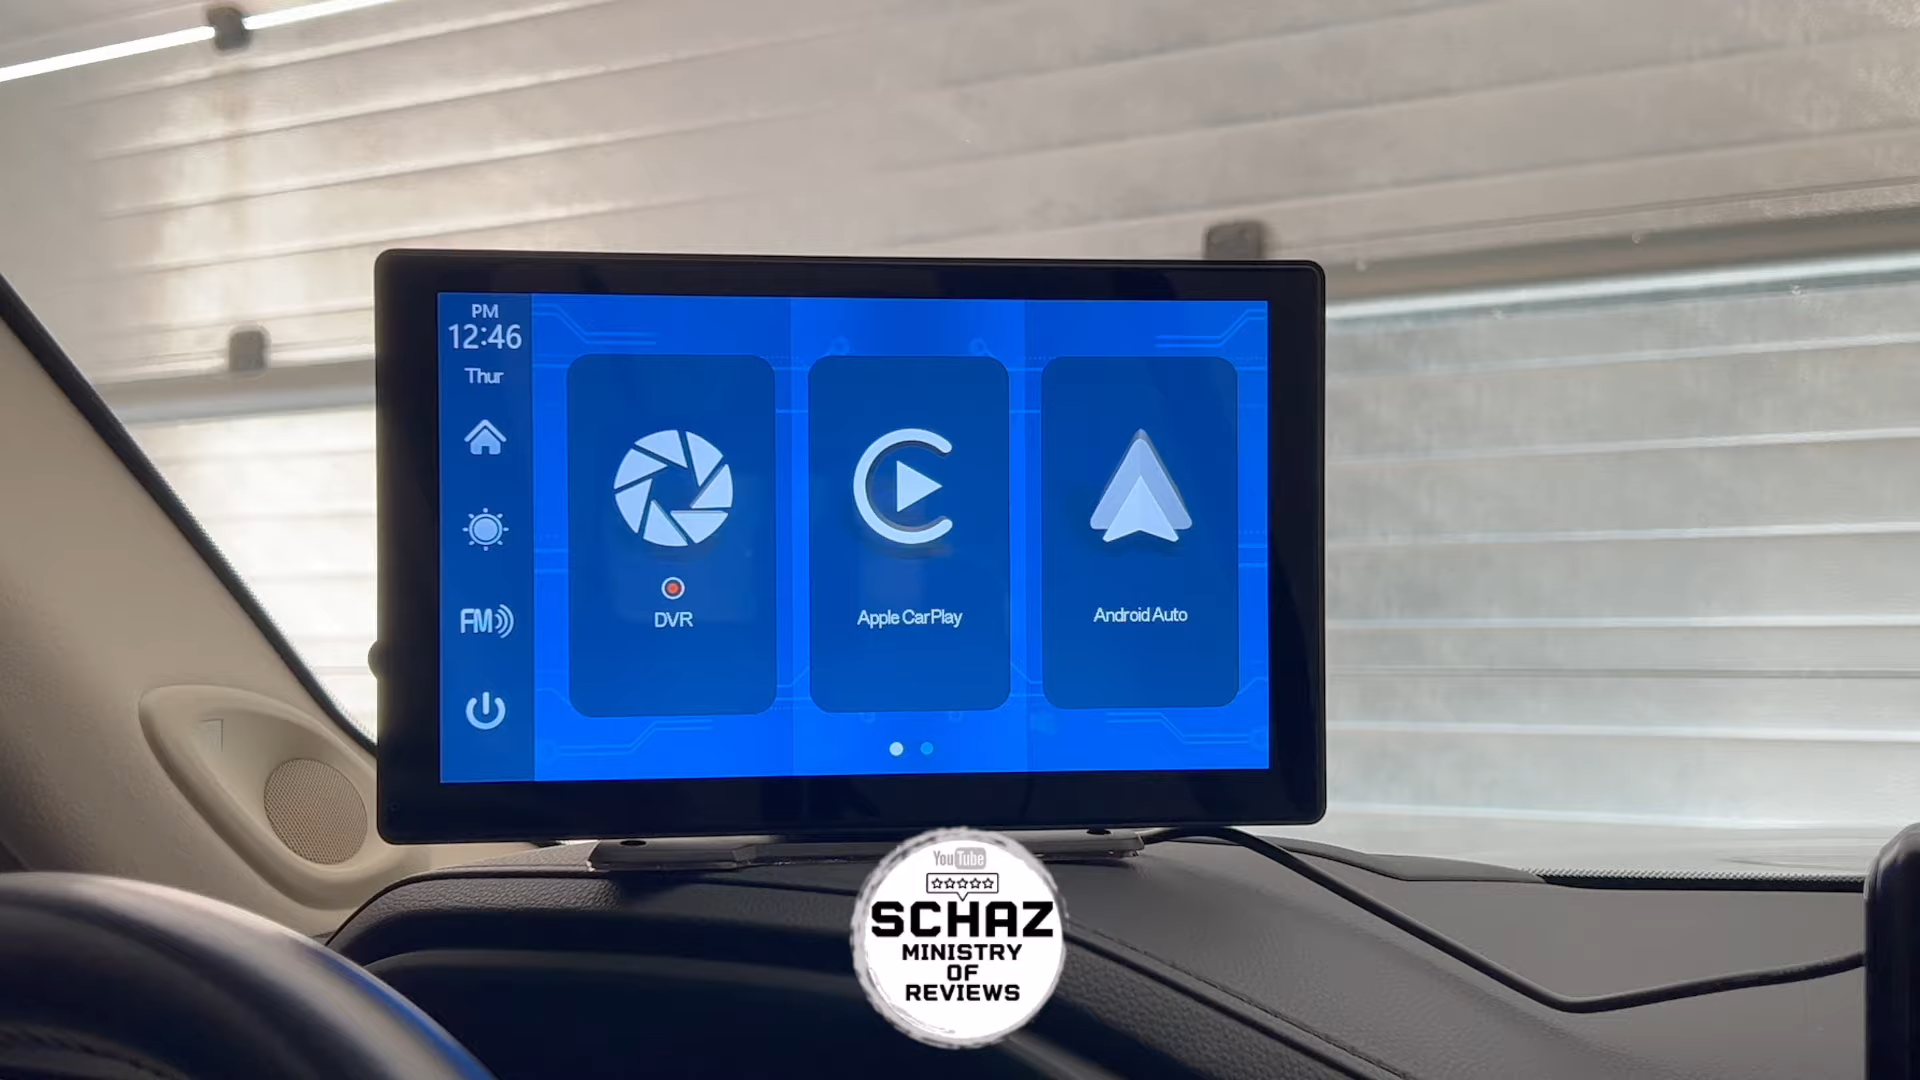 PM
12:46
Thur
FM
DVR
Apple CarPlay
Android Auto
YouTube
SCHAZ
MINISTRY
OF
REVIEWS